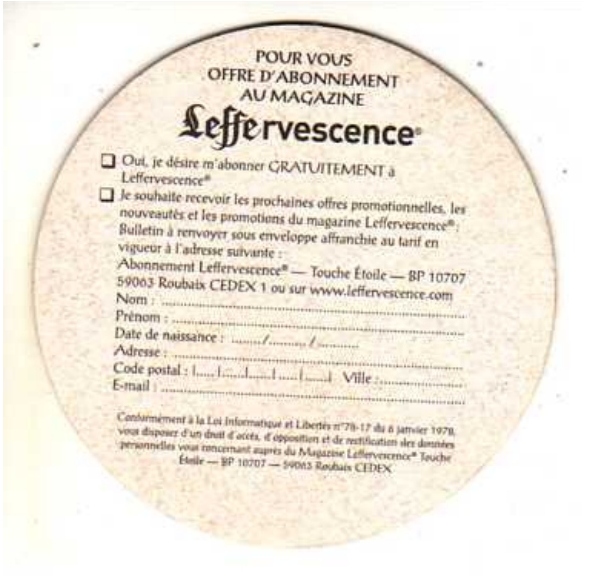 POUR VOUS
OFFRE D'ABONNEMENT
AU MAGAZINE
Leffervescence®
❏ Oui, je désire m'abonner GRATUITEMENT à
Leffervescence®
❏ Je souhaite recevoir les prochaines offres promotionnelles, les
nouveautés et les promotions du magazine Leffervescence®.
Bulletin à renvoyer sous enveloppe affranchie au tarif en
vigueur à l'adresse suivante :
Abonnement Leffervescence® — Touche Étoile — BP 10707
59063 Roubaix CEDEX 1 ou sur www.leffervescence.com
Nom : ..........
Prénom : ..........
Date de naissance : ......../........../..........
Adresse : ..........
Code postal : |.....|.....|.....|.....|.....| Ville : ..........
E-mail : ..........
Conformément à la Loi Informatique et Libertés n°78-17 du 6 janvier 1978,
vous disposez d'un droit d'accès, d'opposition et de rectification des données
personnelles vous concernant auprès du Magazine Leffervescence® Touche
Étoile — BP 10707 — 59063 Roubaix CEDEX